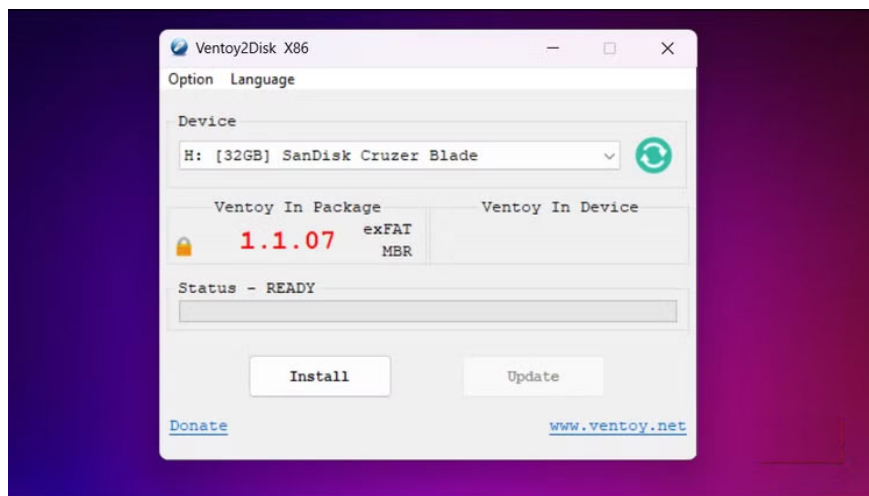 Ventoy2Disk X86
Option Language
Device
H: [32GB] SanDisk Cruzer Blade
Ventoy In Package
Ventoy In Device
1.1.07
exFAT
MBR
Status - READY
Install
Update
Donate
www.ventoy.net